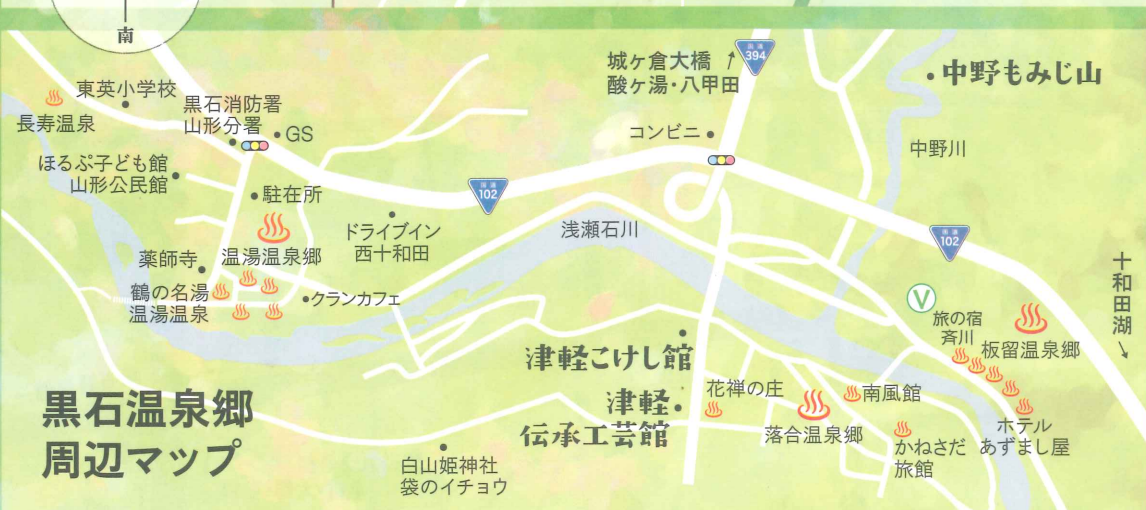 南
城ヶ倉大橋
酸ヶ湯・八甲田
↑
国道
394
中野もみじ山
東英小学校
長寿温泉
黒石消防署
山形分署
GS
コンビニ
中野川
ほるぷ子ども館
山形公民館
駐在所
国道
102
ドライブイン
西十和田
浅瀬石川
国道
102
薬師寺
温湯温泉郷
鶴の名湯
温湯温泉
クランカフェ
十和田湖
↓
V
旅の宿
斉川
板留温泉郷
津軽こけし館
津軽
伝承工芸館
花禅の庄
落合温泉郷
南風館
かねさだ
旅館
ホテル
あずまし屋
黒石温泉郷
周辺マップ
白山姫神社
袋のイチョウ